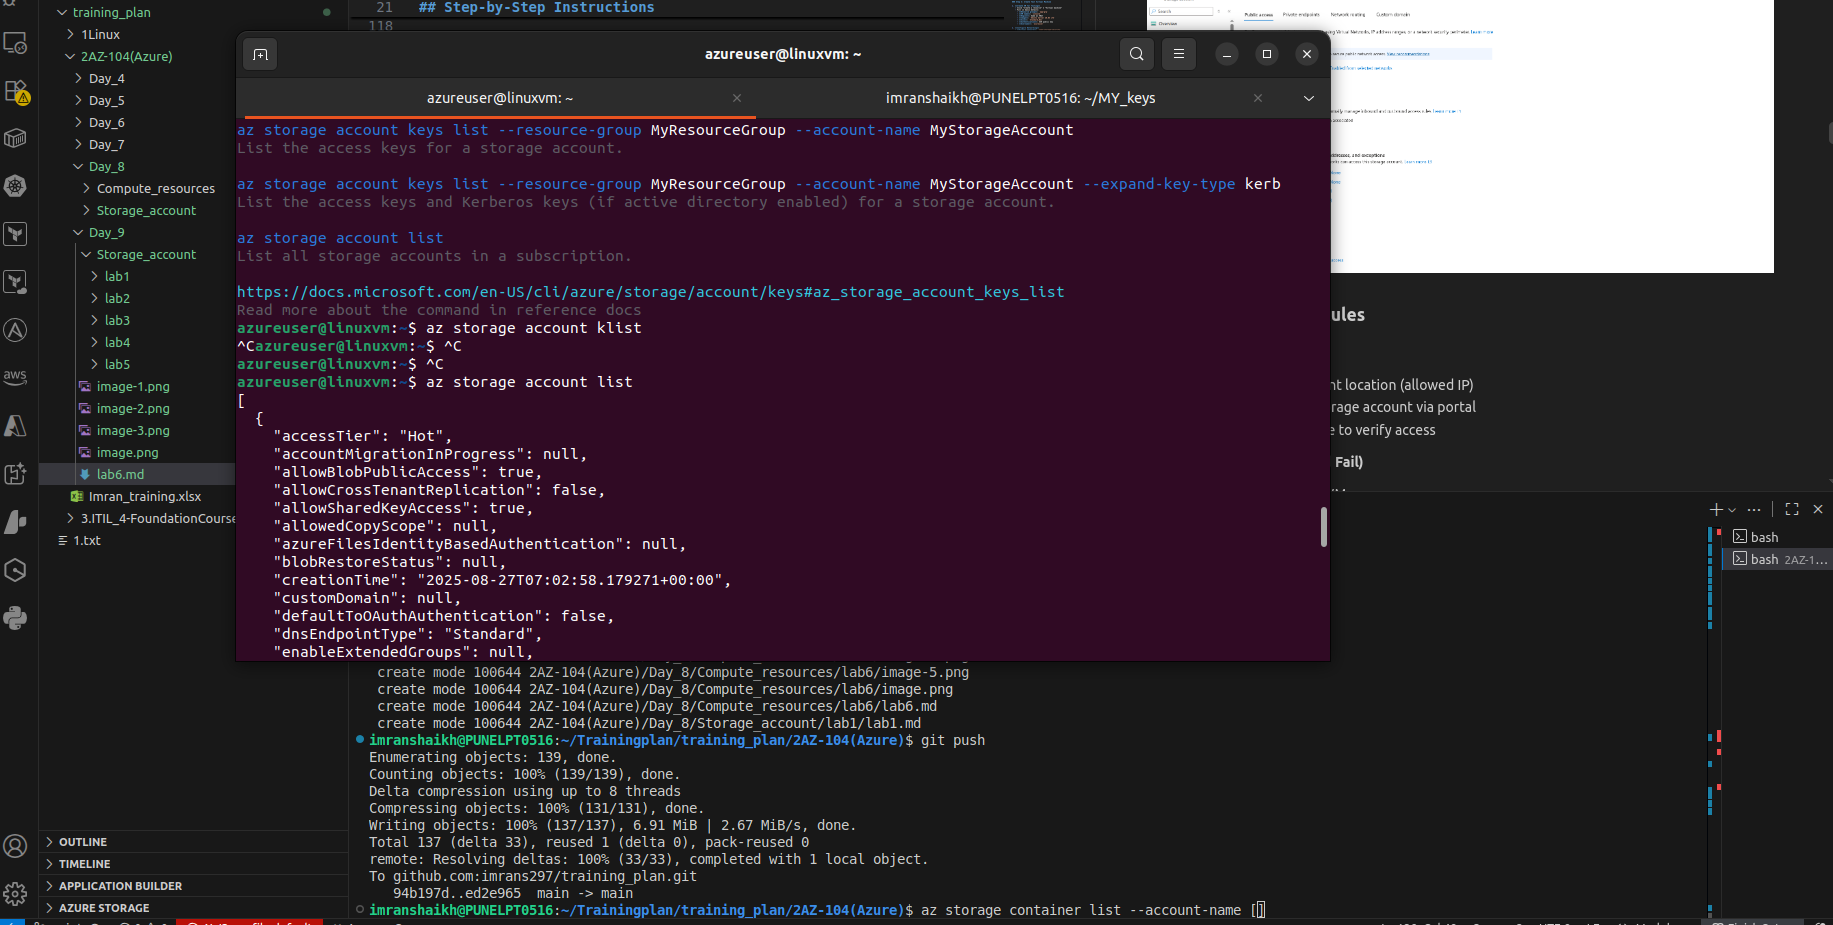 training_plan
1Linux
2AZ-104(Azure)
Day_4
Day_5
Day_6
Day_7
Day_8
Compute_resources
Storage_account
Day_9
Storage_account
lab1
lab2
lab3
lab4
lab5
image-1.png
image-2.png
image-3.png
image.png
lab6.md
Imran_training.xlsx
3.ITIL_4-FoundationCourse
1.txt
aws
OUTLINE
TIMELINE
APPLICATION BUILDER
AZURE STORAGE
21 ## Step-by-Step Instructions
118
azureuser@linuxvm: ~
azureuser@linuxvm: ~
imranshaikh@PUNELPT0516: ~/MY_keys
az storage account keys list --resource-group MyResourceGroup --account-name MyStorageAccount
List the access keys for a storage account.
az storage account keys list --resource-group MyResourceGroup --account-name MyStorageAccount --expand-key-type kerb
List the access keys and Kerberos keys (if active directory enabled) for a storage account.
az storage account list
List all storage accounts in a subscription.
https://docs.microsoft.com/en-US/cli/azure/storage/account/keys#az_storage_account_keys_list
Read more about the command in reference docs
azureuser@linuxvm:~$ az storage account klist
^Cazureuser@linuxvm:~$ ^C
azureuser@linuxvm:~$ ^C
azureuser@linuxvm:~$ az storage account list
[
{
"accessTier": "Hot",
"accountMigrationInProgress": null,
"allowBlobPublicAccess": true,
"allowCrossTenantReplication": false,
"allowSharedKeyAccess": true,
"allowedCopyScope": null,
"azureFilesIdentityBasedAuthentication": null,
"blobRestoreStatus": null,
"creationTime": "2025-08-27T07:02:58.179271+00:00",
"customDomain": null,
"defaultToOAuthAuthentication": false,
"dnsEndpointType": "Standard",
"enableExtendedGroups": null,
create mode 100644 2AZ-104(Azure)/Day_8/Compute_resources/lab6/image-5.png
create mode 100644 2AZ-104(Azure)/Day_8/Compute_resources/lab6/image.png
create mode 100644 2AZ-104(Azure)/Day_8/Compute_resources/lab6/lab6.md
create mode 100644 2AZ-104(Azure)/Day_8/Storage_account/lab1/lab1.md
imranshaikh@PUNELPT0516:~/Trainingplan/training_plan/2AZ-104(Azure)$ git push
Enumerating objects: 139, done.
Counting objects: 100% (139/139), done.
Delta compression using up to 8 threads
Compressing objects: 100% (131/131), done.
Writing objects: 100% (137/137), 6.91 MiB | 2.67 MiB/s, done.
Total 137 (delta 33), reused 1 (delta 0), pack-reused 0
remote: Resolving deltas: 100% (33/33), completed with 1 local object.
To github.com:imrans297/training_plan.git
94b197d..ed2e965 main -> main
imranshaikh@PUNELPT0516:~/Trainingplan/training_plan/2AZ-104(Azure)$ az storage container list --account-name []
Search
Overview
Public access Private endpoints Network routing Custom domain
ules
nt location (allowed IP)
rage account via portal
e to verify access
Fail)
bash
bash 2AZ-1...